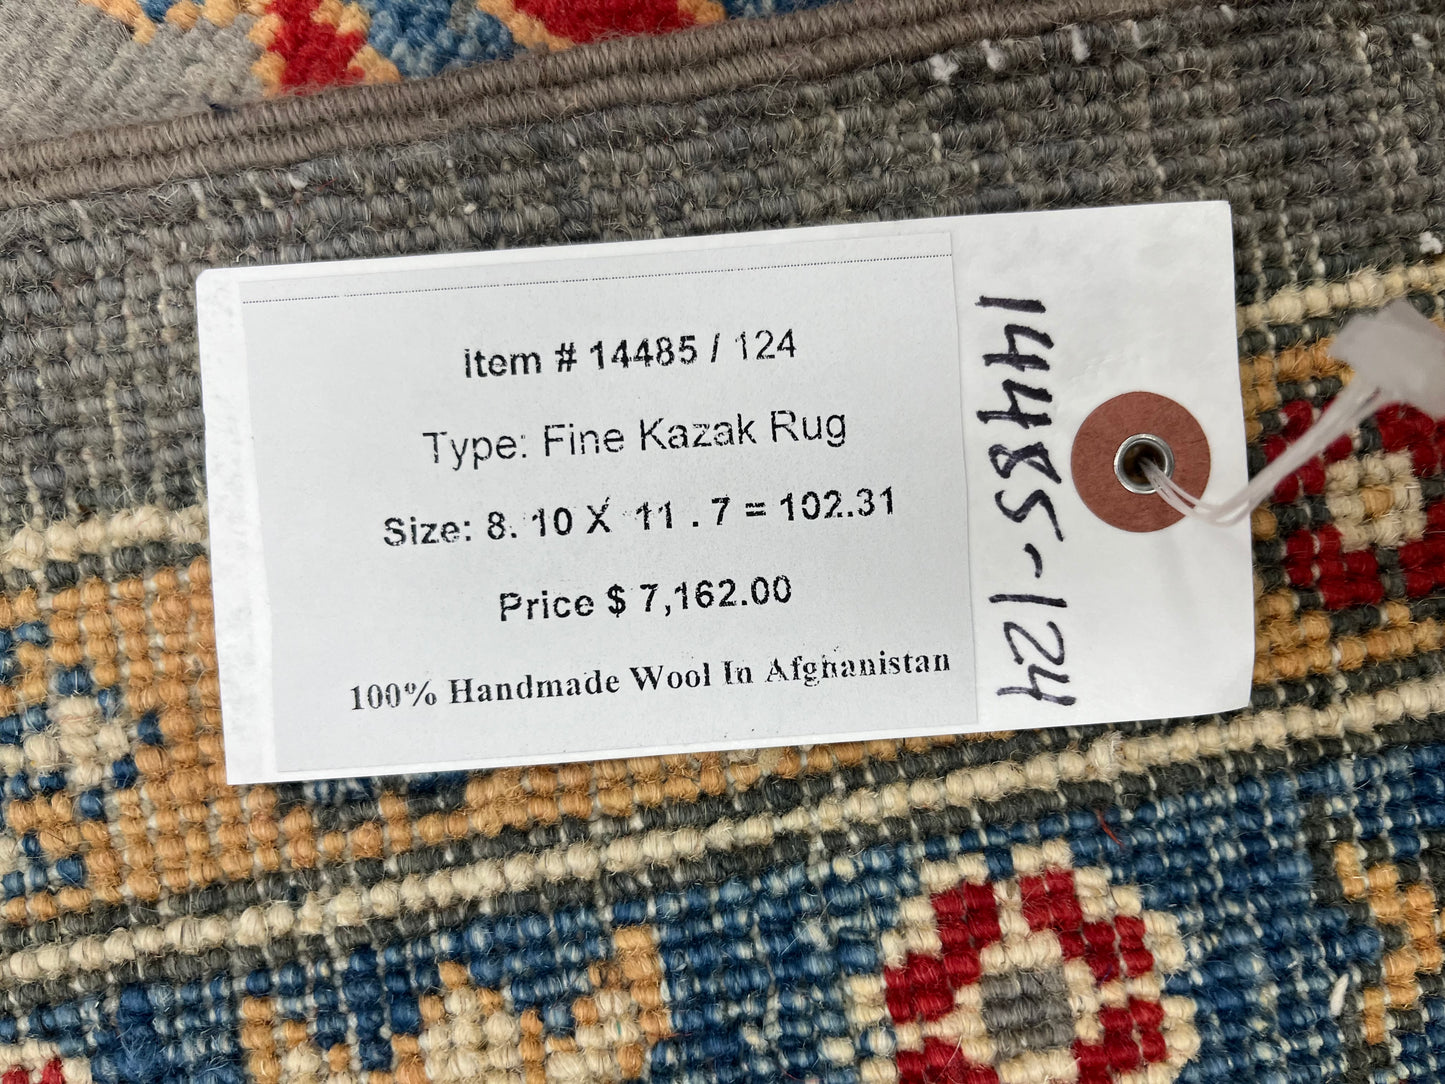 Item # 14485 / 124
Type: Fine Kazak Rug
Size: 8. 10 X 11 . 7 = 102.31
Price $ 7,162.00
100% Handmade Wool In Afghanistan
14485-124